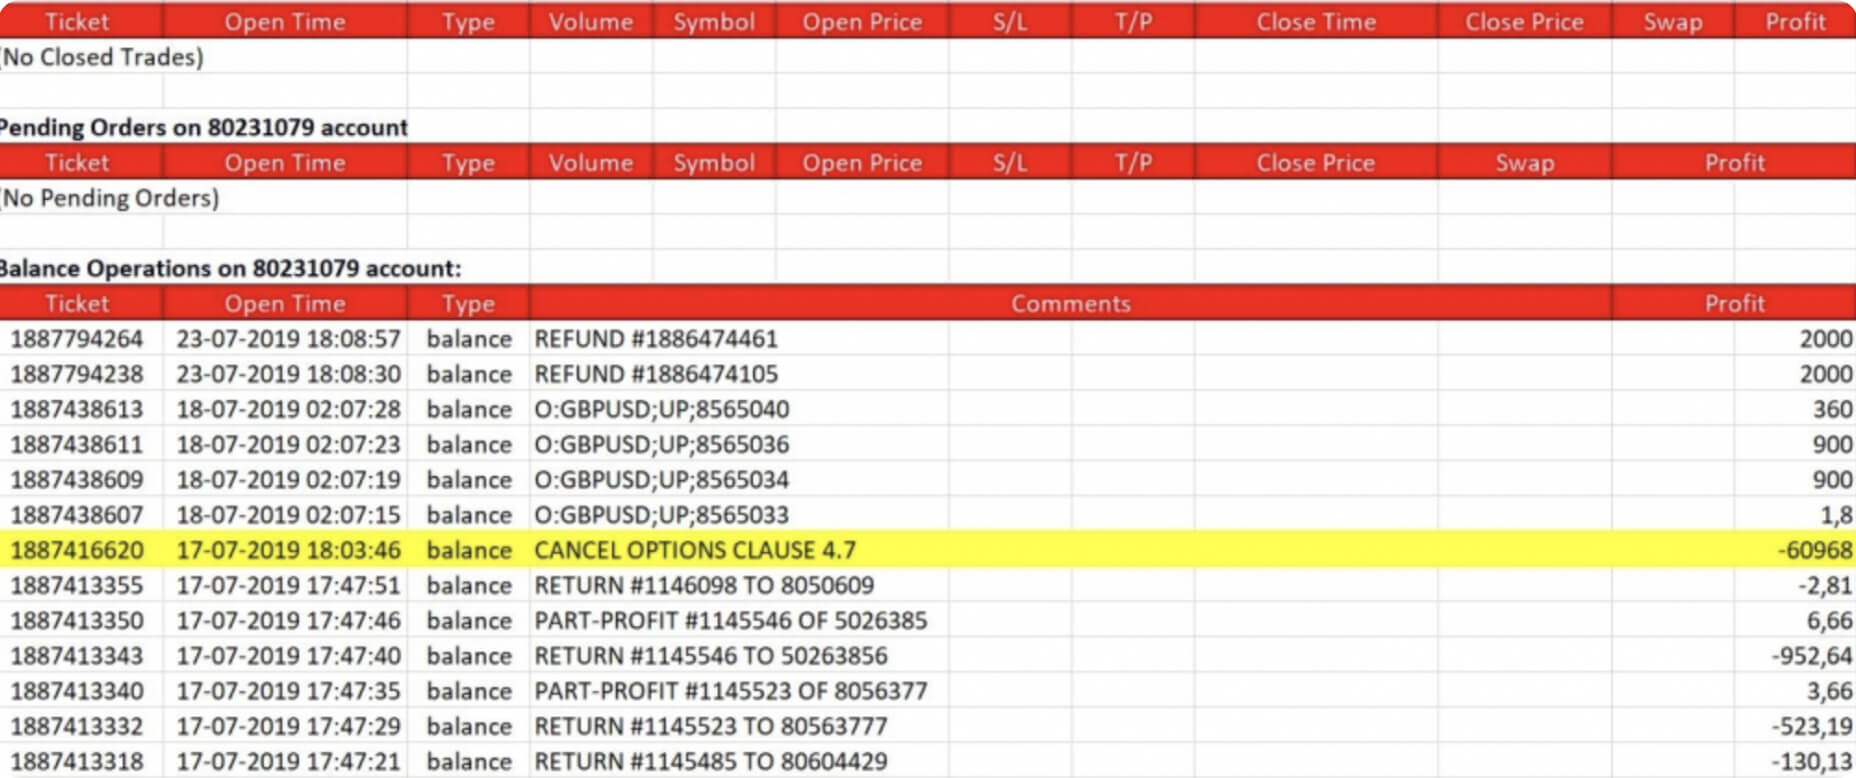 Ticket Open Time Type Volume Symbol Open Price S/L T/P Close Time Close Price Swap Profit
(No Closed Trades)
Pending Orders on 80231079 account
Ticket Open Time Type Volume Symbol Open Price S/L T/P Close Price Swap Profit
(No Pending Orders)
Balance Operations on 80231079 account:
Ticket Open Time Type Comments Profit
1887794264 23-07-2019 18:08:57 balance REFUND #1886474461 2000
1887794238 23-07-2019 18:08:30 balance REFUND #1886474105 2000
1887438613 18-07-2019 02:07:28 balance O:GBPUSD;UP;8565040 360
1887438611 18-07-2019 02:07:23 balance O:GBPUSD;UP;8565036 900
1887438609 18-07-2019 02:07:19 balance O:GBPUSD;UP;8565034 900
1887438607 18-07-2019 02:07:15 balance O:GBPUSD;UP;8565033 1,8
1887416620 17-07-2019 18:03:46 balance CANCEL OPTIONS CLAUSE 4.7 -60968
1887413355 17-07-2019 17:47:51 balance RETURN #1146098 TO 8050609 -2,81
1887413350 17-07-2019 17:47:46 balance PART-PROFIT #1145546 OF 5026385 6,66
1887413343 17-07-2019 17:47:40 balance RETURN #1145546 TO 50263856 -952,64
1887413340 17-07-2019 17:47:35 balance PART-PROFIT #1145523 OF 8056377 3,66
1887413332 17-07-2019 17:47:29 balance RETURN #1145523 TO 80563777 -523,19
1887413318 17-07-2019 17:47:21 balance RETURN #1145485 TO 80604429 -130,13